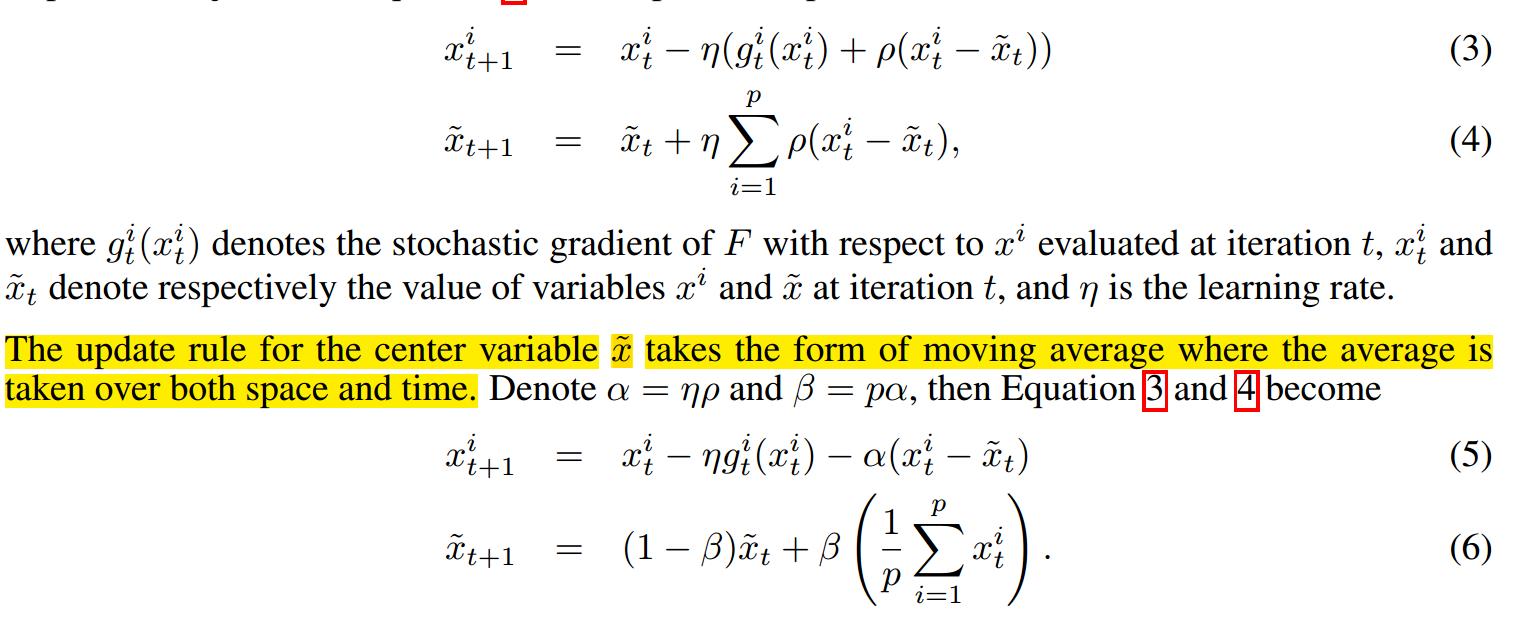 x^i_{t+1} = x^i_t − η(g^i_t(x^i_t) + ρ(x^i_t − x̃_t)) (3)
x̃_{t+1} = x̃_t + η ∑_{i=1}^{p} ρ(x^i_t − x̃_t), (4)
where g^i_t(x^i_t) denotes the stochastic gradient of F with respect to x^i evaluated at iteration t, x^i_t and
x̃_t denote respectively the value of variables x^i and x̃ at iteration t, and η is the learning rate.
The update rule for the center variable x̃ takes the form of moving average where the average is
taken over both space and time. Denote α = ηρ and β = pα, then Equation 3 and 4 become
x^i_{t+1} = x^i_t − ηg^i_t(x^i_t) − α(x^i_t − x̃_t) (5)
x̃_{t+1} = (1 − β)x̃_t + β (1/p ∑_{i=1}^{p} x^i_t) . (6)